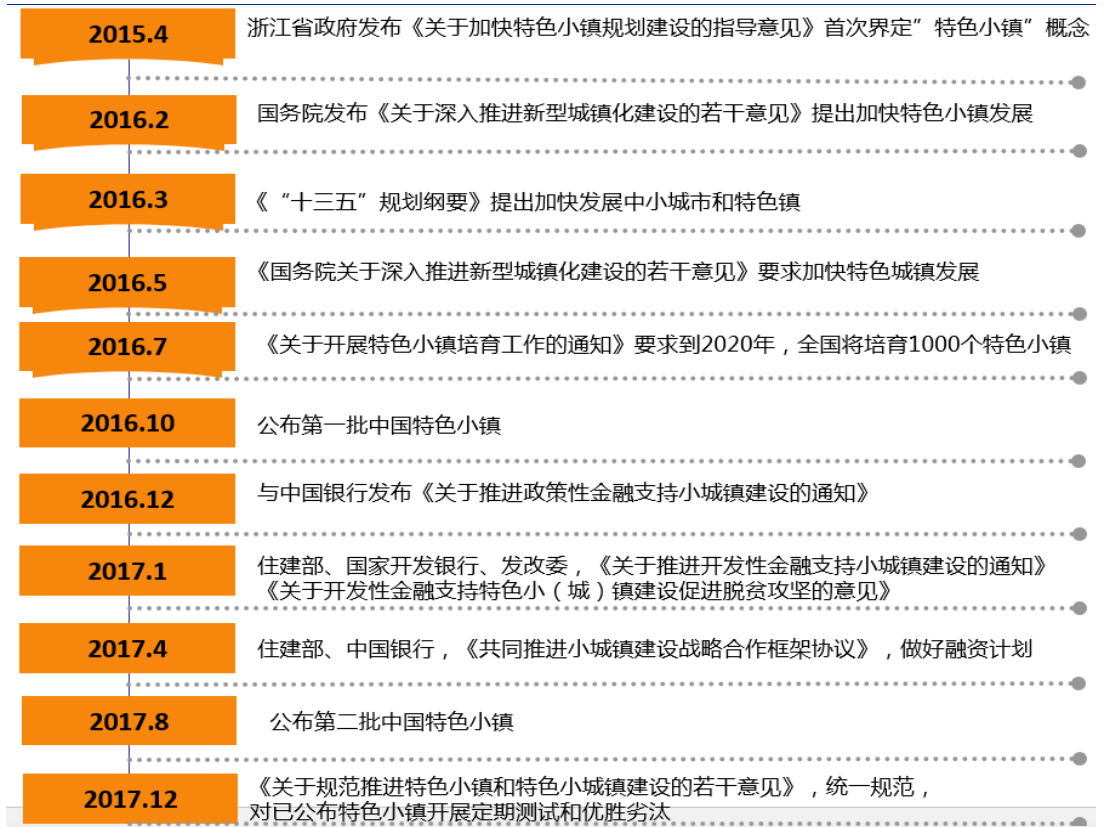 2015.4
浙江省政府发布《关于加快特色小镇规划建设的指导意见》首次界定”特色小镇”概念
2016.2
国务院发布《关于深入推进新型城镇化建设的若干意见》提出加快特色小镇发展
2016.3
《“十三五”规划纲要》提出加快发展中小城市和特色镇
2016.5
《国务院关于深入推进新型城镇化建设的若干意见》要求加快特色城镇发展
2016.7
《关于开展特色小镇培育工作的通知》要求到2020年，全国将培育1000个特色小镇
2016.10
公布第一批中国特色小镇
2016.12
与中国银行发布《关于推进政策性金融支持小城镇建设的通知》
2017.1
住建部、国家开发银行、发改委，《关于推进开发性金融支持小城镇建设的通知》
《关于开发性金融支持特色小（城）镇建设促进脱贫攻坚的意见》
2017.4
住建部、中国银行，《共同推进小城镇建设战略合作框架协议》，做好融资计划
2017.8
公布第二批中国特色小镇
2017.12
《关于规范推进特色小镇和特色小城镇建设的若干意见》，统一规范，
对已公布特色小镇开展定期测试和优胜劣汰